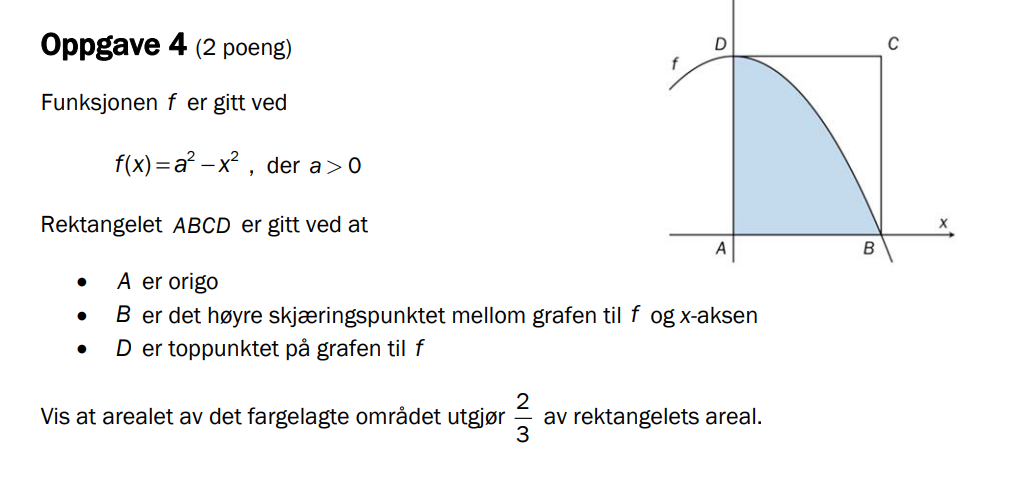 Oppgave 4 (2 poeng)
Funksjonen f er gitt ved
f(x) = a² − x² , der a > 0
Rektangelet ABCD er gitt ved at
• A er origo
• B er det høyre skjæringspunktet mellom grafen til f og x-aksen
• D er toppunktet på grafen til f
Vis at arealet av det fargelagte området utgjør 2/3 av rektangelets areal.
D
C
f
x
A
B